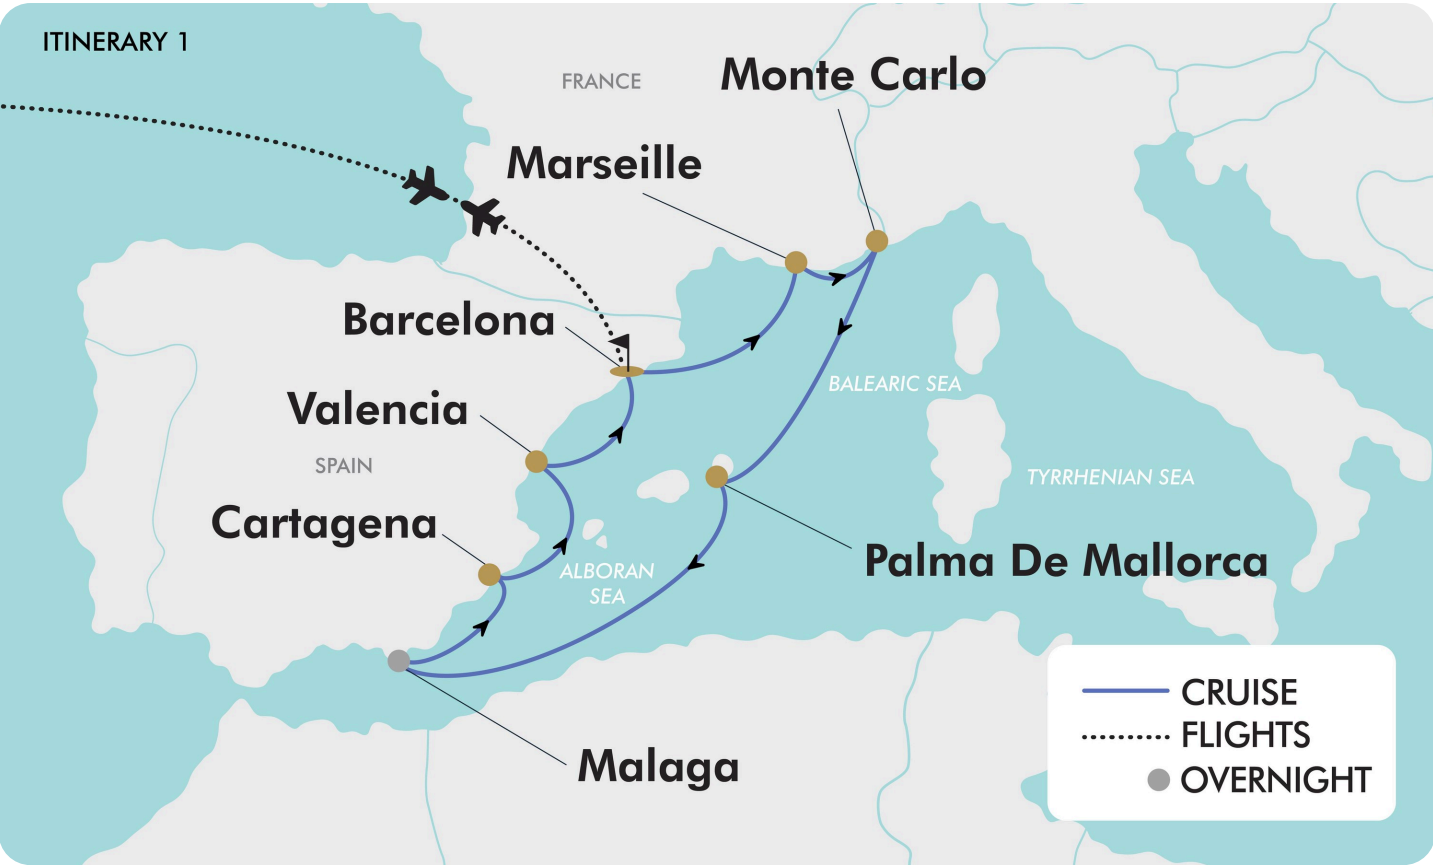 ITINERARY 1
FRANCE
Monte Carlo
Marseille
Barcelona
Valencia
BALEARIC SEA
SPAIN
TYRRHENIAN SEA
Cartagena
Palma De Mallorca
ALBORAN
SEA
Malaga
CRUISE
FLIGHTS
OVERNIGHT